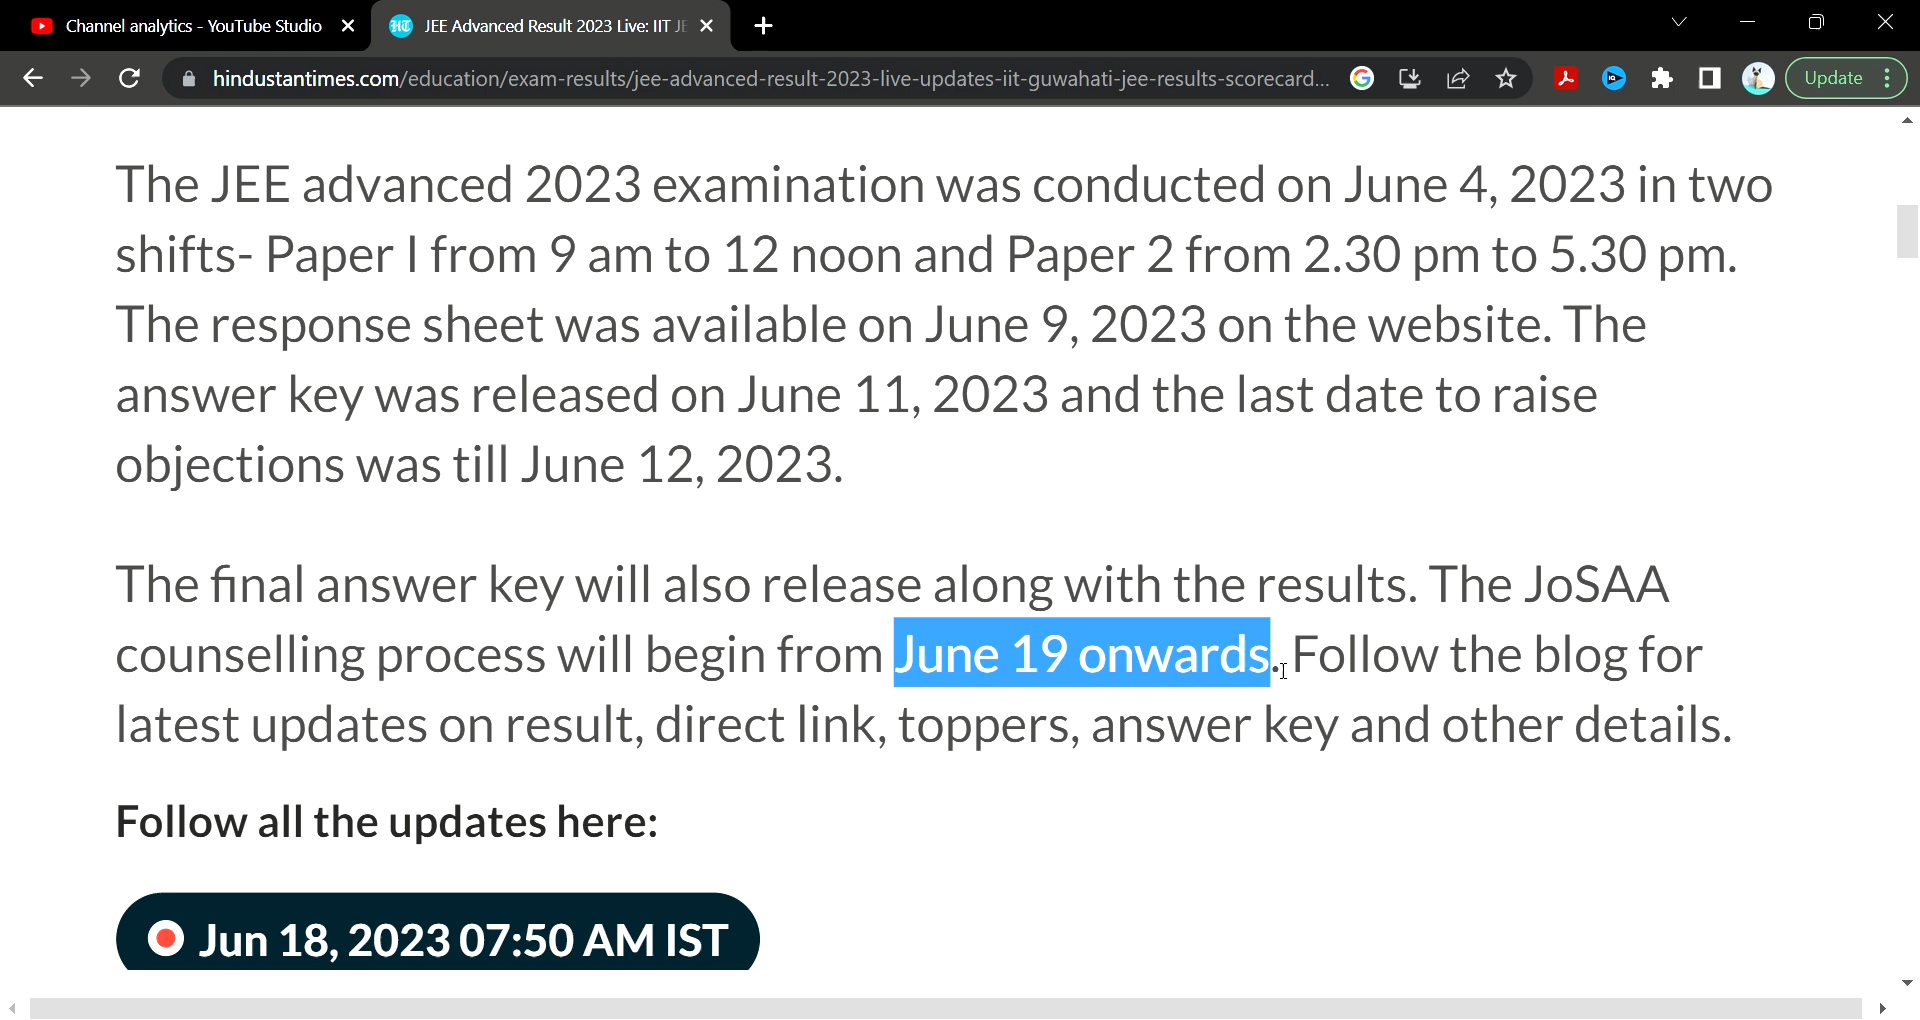 Channel analytics - YouTube Studio
JEE Advanced Result 2023 Live: IIT JE
hindustantimes.com/education/exam-results/jee-advanced-result-2023-live-updates-iit-guwahati-jee-results-scorecard...
Update
The JEE advanced 2023 examination was conducted on June 4, 2023 in two
shifts- Paper I from 9 am to 12 noon and Paper 2 from 2.30 pm to 5.30 pm.
The response sheet was available on June 9, 2023 on the website. The
answer key was released on June 11, 2023 and the last date to raise
objections was till June 12, 2023.
The final answer key will also release along with the results. The JoSAA
counselling process will begin from June 19 onwards. Follow the blog for
latest updates on result, direct link, toppers, answer key and other details.
Follow all the updates here:
Jun 18, 2023 07:50 AM IST